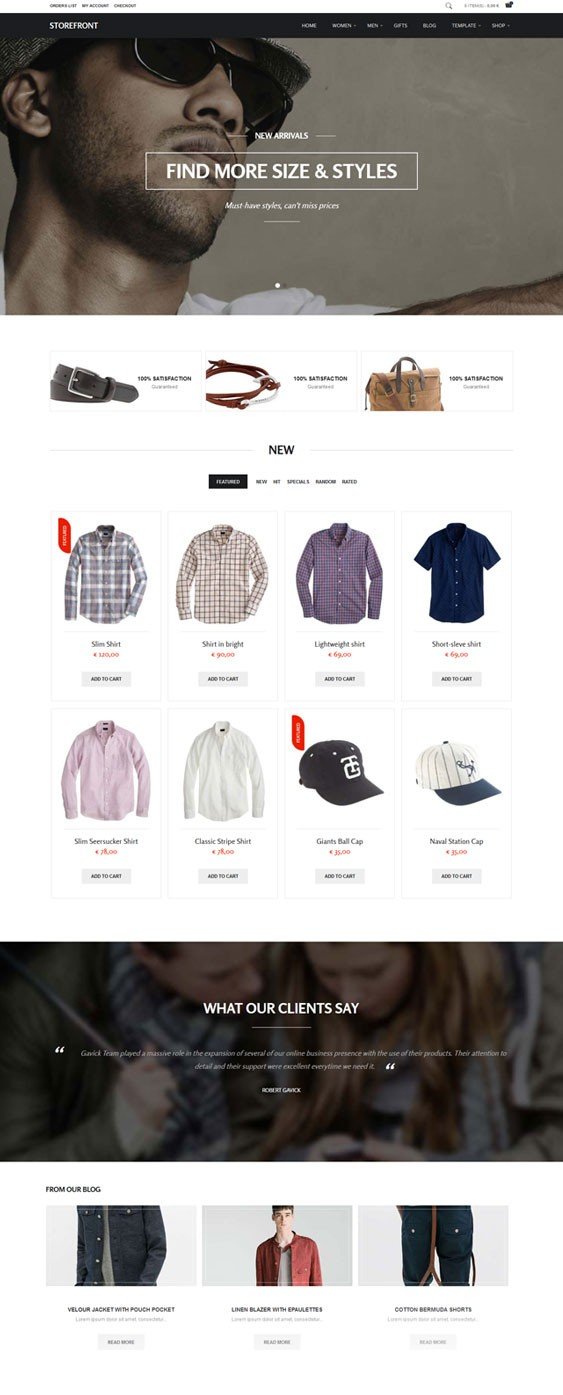 ORDERS LIST MY ACCOUNT CHECKOUT
0 ITEM(S) - 0,00 €
STOREFRONT
HOME WOMEN MEN GIFTS BLOG TEMPLATE SHOP
NEW ARRIVALS
FIND MORE SIZE & STYLES
Must-have styles, can't miss prices
100% SATISFACTION
Guaranteed
100% SATISFACTION
Guaranteed
100% SATISFACTION
Guaranteed
NEW
FEATURED NEW HIT SPECIALS RANDOM RATED
FEATURED
Slim Shirt
€ 120,00
ADD TO CART
Shirt in bright
€ 90,00
ADD TO CART
Lightweight shirt
€ 69,00
ADD TO CART
Short-sleve shirt
€ 69,00
ADD TO CART
Slim Seersucker Shirt
€ 78,00
ADD TO CART
Classic Stripe Shirt
€ 78,00
ADD TO CART
FEATURED
Giants Ball Cap
€ 35,00
ADD TO CART
Naval Station Cap
€ 35,00
ADD TO CART
WHAT OUR CLIENTS SAY
“ Gavick Team played a massive role in the expansion of several of our online business presence with the use of their products. Their attention to
detail and their support were excellent everytime we need it. “
ROBERT GAVICK
FROM OUR BLOG
VELOUR JACKET WITH POUCH POCKET
Lorem ipsum dolor sit amet, consectetur...
READ MORE
LINEN BLAZER WITH EPAULETTES
Lorem ipsum dolor sit amet, consectetur...
READ MORE
COTTON BERMUDA SHORTS
Lorem ipsum dolor sit amet, consectetur...
READ MORE